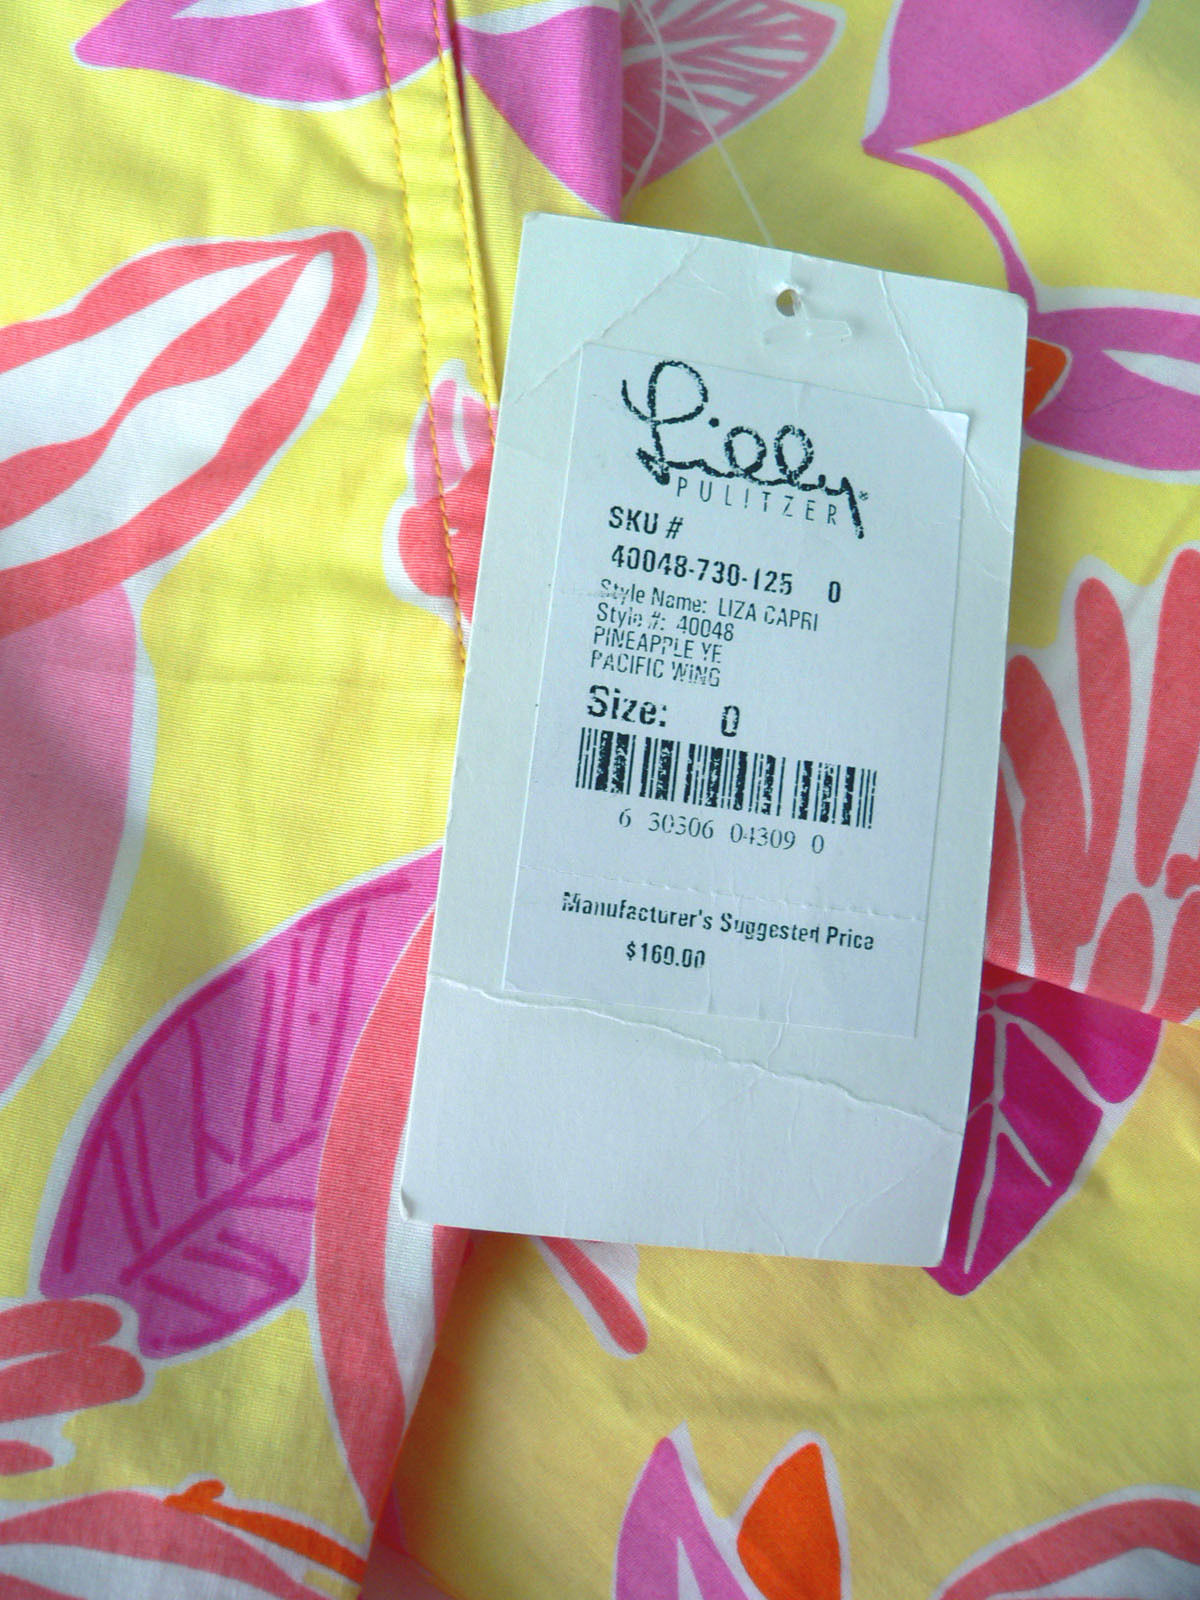 Lilly®
PULITZER
SKU #
40048-730-125 0
Style Name: LIZA CAPRI
Style #: 40048
PINEAPPLE YE
PACIFIC WING
Size: 0
6 30306 04309 0
Manufacturer's Suggested Price
$160.00